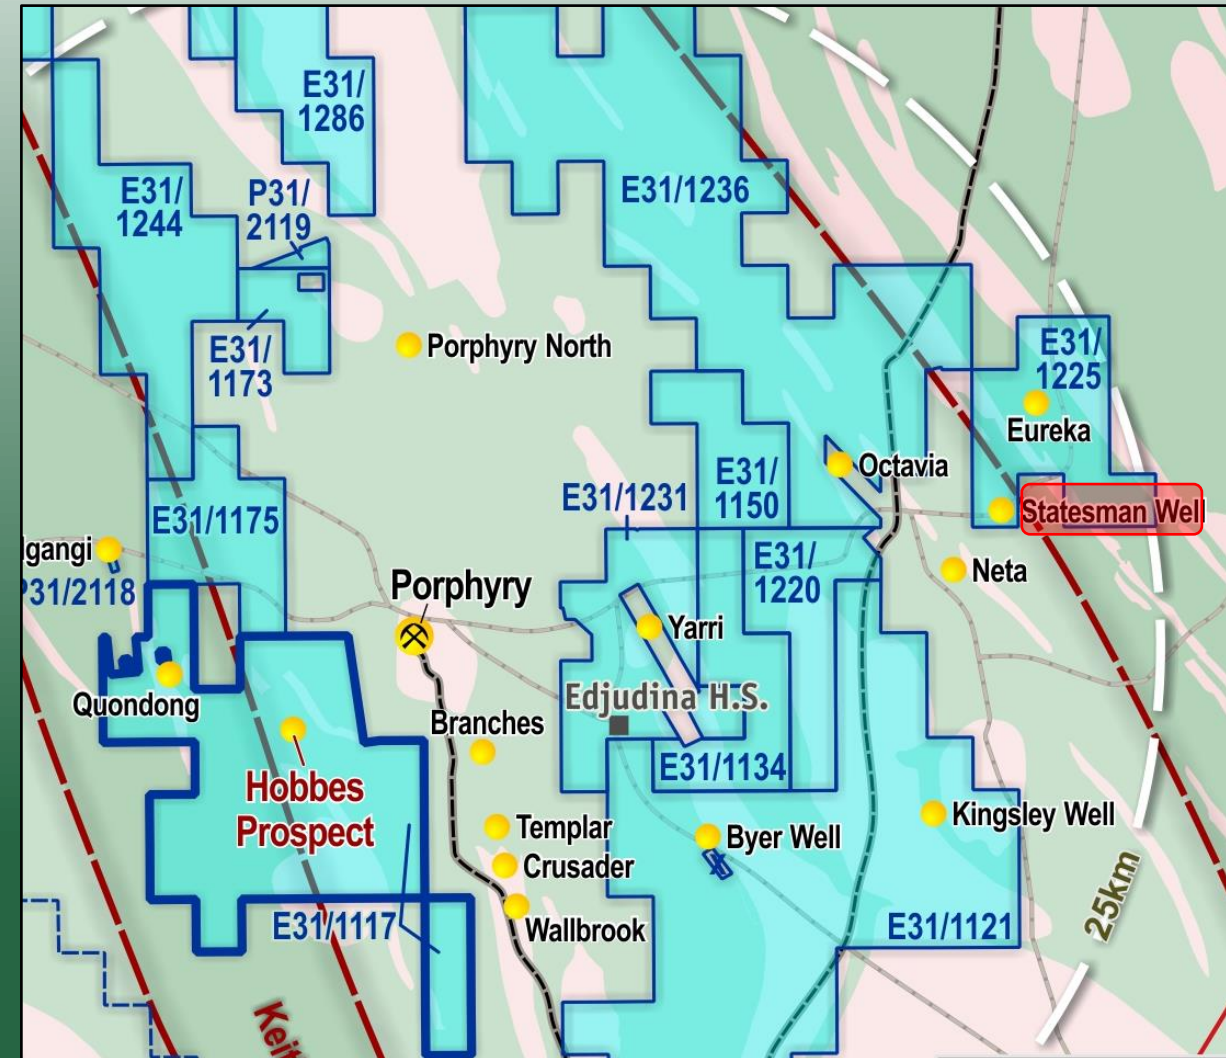 E31/
1286
E31/
1244
P31/
2119
E31/1236
E31/
1173
Porphyry North
E31/
1225
Eureka
Octavia
E31/1231
E31/
1150
Statesman Well
E31/1175
lgangi
P31/2118
E31/
1220
Neta
Porphyry
Yarri
Quondong
Edjudina H.S.
Branches
E31/1134
Hobbes
Prospect
Templar
Byer Well
Kingsley Well
Crusader
Wallbrook
E31/1117
E31/1121
25km
Keit